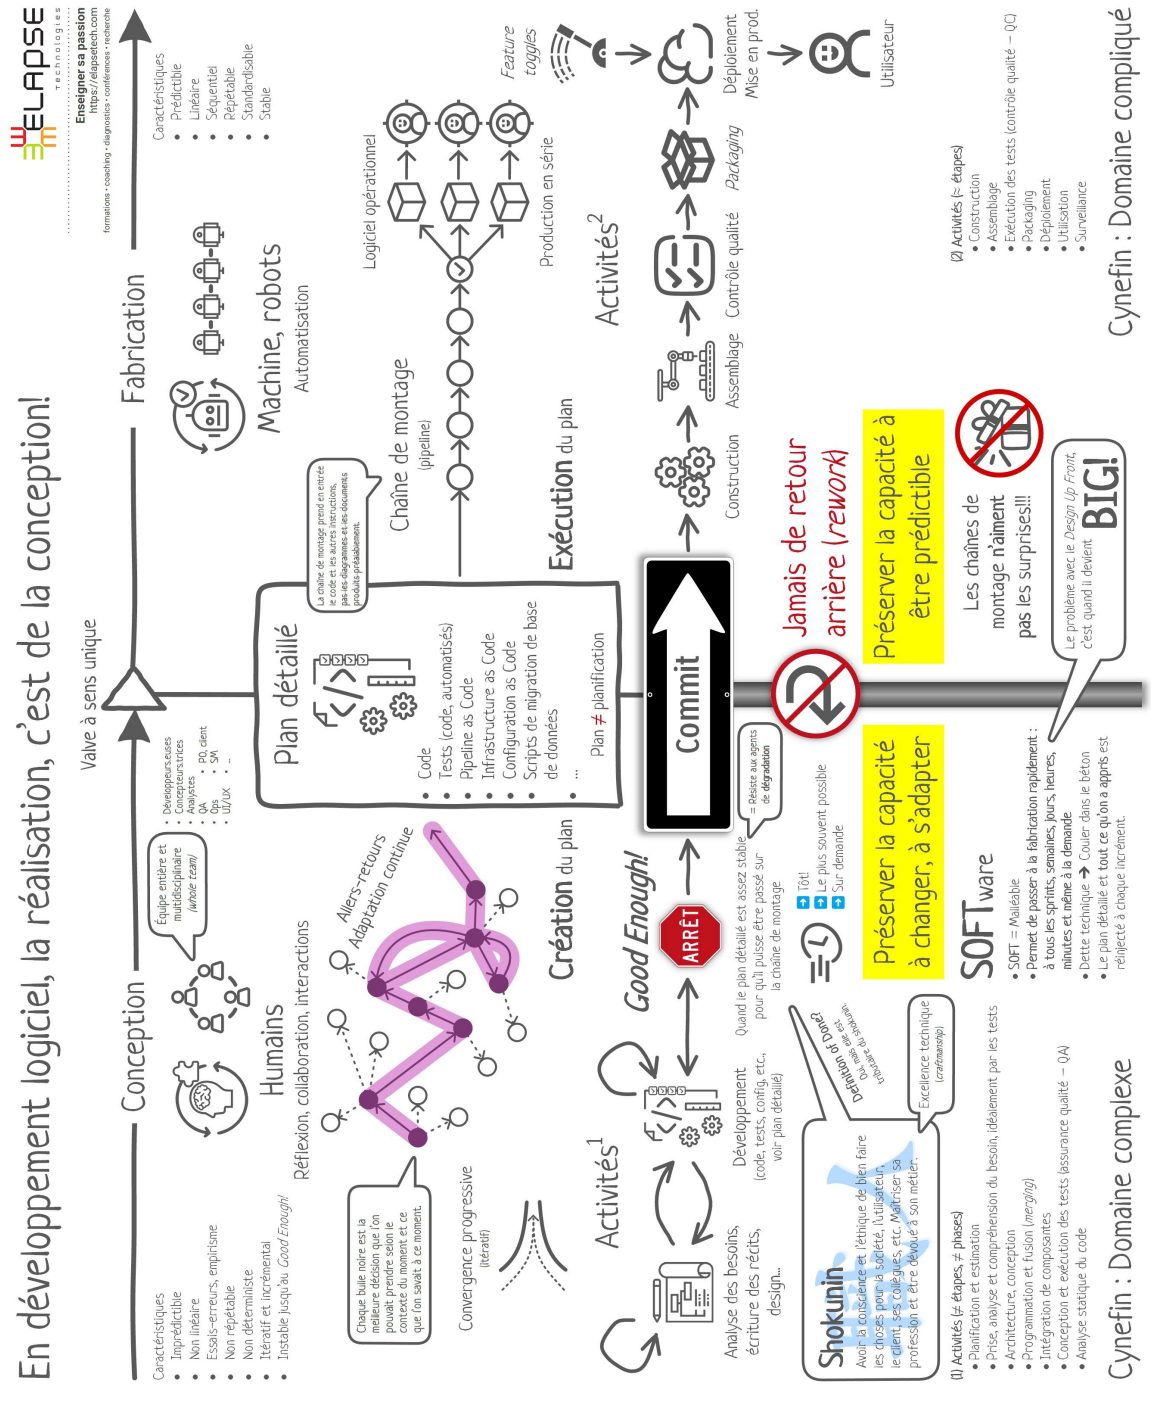 En développement logiciel, la réalisation, c'est de la conception!
ELAPSE
Technologies
Enseigner sa passion
https://elapsetech.com
formations • coaching • diagnostics • conférences • recherche
Conception
Valve à sens unique
Fabrication
Caractéristiques
• Imprédictible
• Non linéaire
• Essais-erreurs, empirisme
• Non répétable
• Non déterministe
• Itératif et incrémental
• Instable jusqu'au Good Enough!
Humains
Réflexion, collaboration, interactions
Équipe entière et
multidisciplinaire
(whole team)
• Développeurs.euses
• Concepteurs.trices
• Analystes
• QA
• Ops
• UI/UX
• PO, client
• SM
• ...
Machine, robots
Automatisation
Caractéristiques
• Prédictible
• Linéaire
• Séquentiel
• Répétable
• Standardisable
• Stable
Chaque bulle noire est la
meilleure décision que l'on
pouvait prendre selon le
contexte du moment et ce
que l'on savait à ce moment.
Convergence progressive
(itératif)
Allers-retours
Adaptation continue
Création du plan
Plan détaillé
• Code
• Tests (code, automatisés)
• Pipeline as Code
• Infrastructure as Code
• Configuration as Code
• Scripts de migration de base
de données
• ...
Plan ≠ planification
La chaîne de montage prend en entrée
le code et les autres instructions,
pas les diagrammes et les documents
produits préalablement.
Chaîne de montage
(pipeline)
Logiciel opérationnel
Production en série
Exécution du plan
Feature
toggles
Activités1
Analyse des besoins,
écriture des récits,
design...
Développement
(code, tests, config, etc.,
voir plan détaillé)
Good Enough!
ARRÊT
Quand le plan détaillé est assez stable
pour qu'il puisse être passé sur
la chaîne de montage
= Résiste aux agents
de dégradation
Commit
Activités2
Construction
Assemblage
Contrôle qualité
Packaging
Déploiement
Mise en prod.
Utilisateur
Shokunin
Avoir la conscience et l'éthique de bien faire
les choses pour la société, l'utilisateur,
le client, ses collègues, etc. Maîtriser sa
profession et être dévoué à son métier.
Definition of Done?
Oui, mais elle est
tributaire du shokunin.
Excellence technique
(craftmanship)
Tôt!
Le plus souvent possible
Sur demande
Jamais de retour
arrière (rework)
Préserver la capacité
à changer, à s'adapter
Préserver la capacité à
être prédictible
SOFTware
• SOFT = Malléable
• Permet de passer à la fabrication rapidement :
à tous les sprints, semaines, jours, heures,
minutes et même à la demande
• Dette technique ➔ Couler dans le béton
• Le plan détaillé et tout ce qu'on a appris est
réinjecté à chaque incrément.
Les chaînes de
montage n'aiment
pas les surprises!!!
Le problème avec le Design Up Front,
c'est quand il devient BIG!
(1) Activités (≠ étapes, ≠ phases)
• Planification et estimation
• Prise, analyse et compréhension du besoin, idéalement par les tests
• Architecture, conception
• Programmation et fusion (merging)
• Intégration de composantes
• Conception et exécution des tests (assurance qualité – QA)
• Analyse statique du code
(2) Activités (≈ étapes)
• Construction
• Assemblage
• Exécution des tests (contrôle qualité – QC)
• Packaging
• Déploiement
• Utilisation
• Surveillance
Cynefin : Domaine complexe
Cynefin : Domaine compliqué